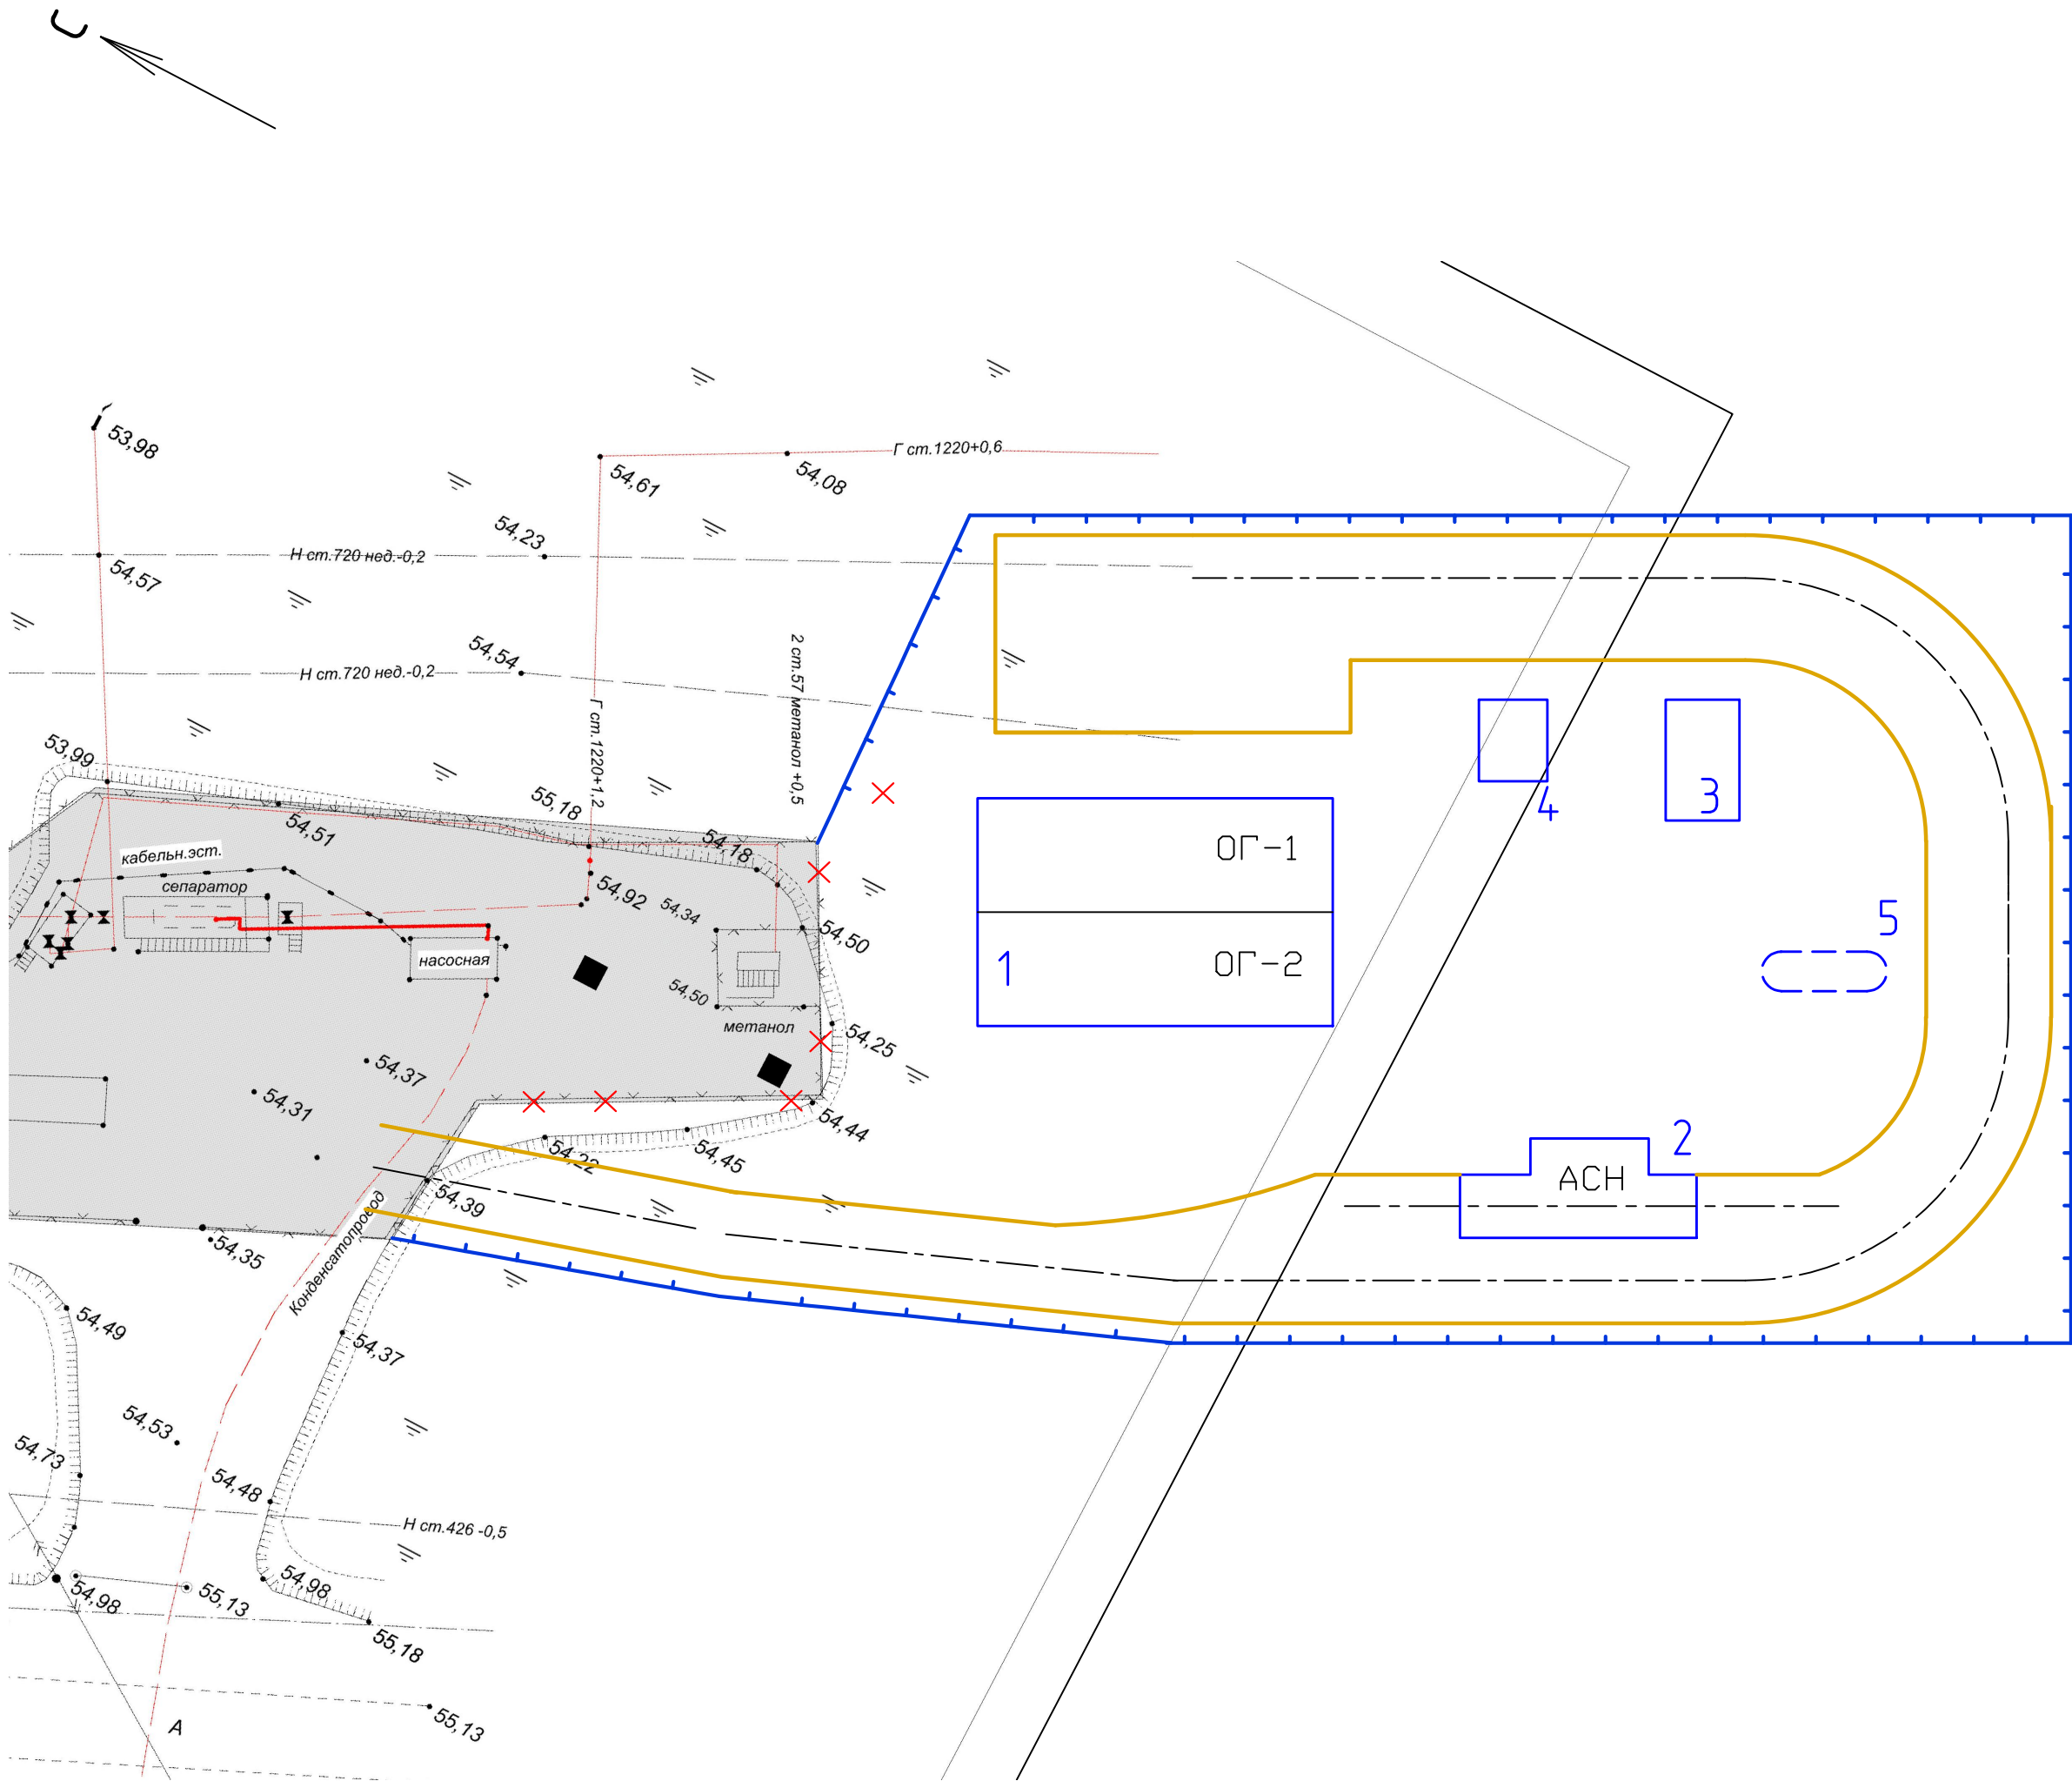 С
53,98
Г ст.1220+0,6
54,61
54,08
54,23
Н ст.720 нед.-0,2
54,57
54,54
Н ст.720 нед.-0,2
2 ст.57 метанол +0,5
Г ст.1220+1,2
53,99
55,18
54,51
54,18
кабельн.эст.
сепаратор
54,92
54,34
54,50
насосная
54,50
метанол
54,25
54,37
54,31
54,44
54,22
54,45
54,39
54,35
Конденсатопровод
54,49
54,37
54,53
54,73
54,48
Н ст.426 -0,5
54,98
54,98
55,13
55,18
55,13
А
ОГ-1
ОГ-2
1
4
3
5
2
АСН